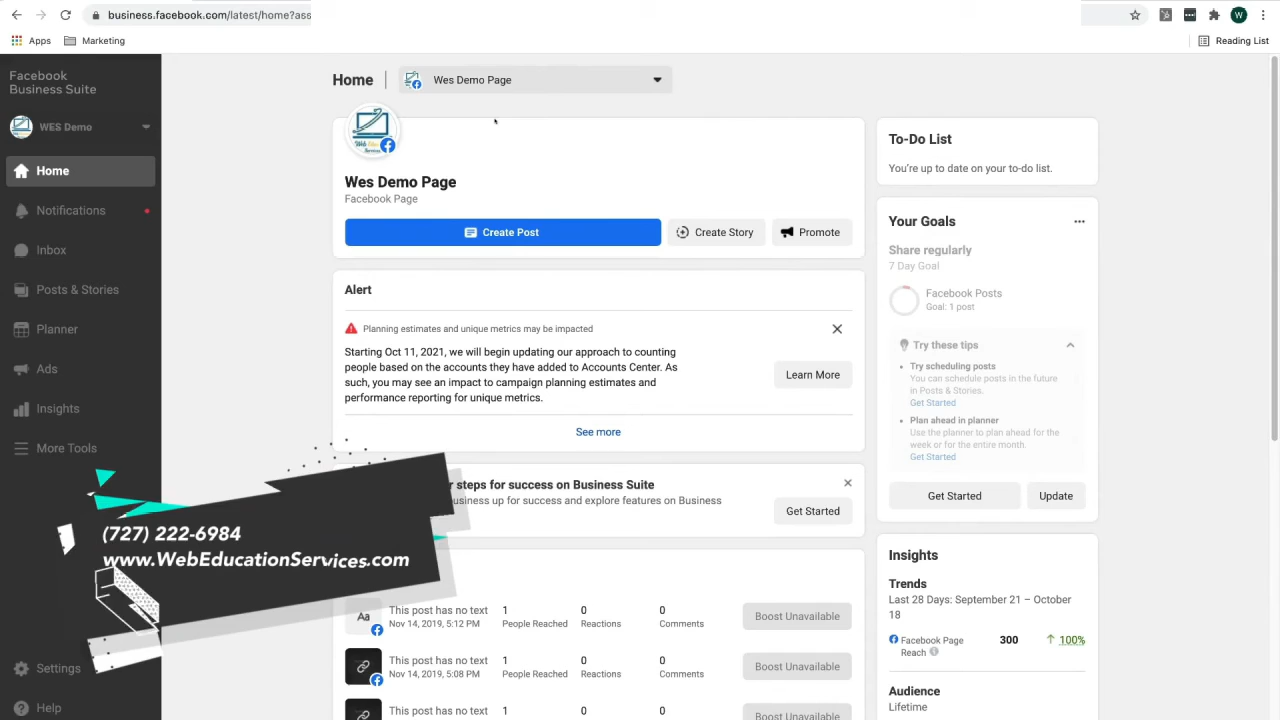 business.facebook.com/latest/home?ass
W
Apps
Marketing
Reading List
Facebook
Business Suite
WES Demo
Home
Notifications
Inbox
Posts & Stories
Planner
Ads
Insights
More Tools
Settings
Help
Home
Wes Demo Page
Wes Demo Page
Facebook Page
Create Post
Create Story
Promote
Alert
Planning estimates and unique metrics may be impacted
Starting Oct 11, 2021, we will begin updating our approach to counting
people based on the accounts they have added to Accounts Center. As
such, you may see an impact to campaign planning estimates and
performance reporting for unique metrics.
Learn More
See more
steps for success on Business Suite
business up for success and explore features on Business
Get Started
(727) 222-6984
www.WebEducationServices.com
Aa
This post has no text
Nov 14, 2019, 5:12 PM
1
People Reached
0
Reactions
0
Comments
Boost Unavailable
This post has no text
Nov 14, 2019, 5:08 PM
1
People Reached
0
Reactions
0
Comments
Boost Unavailable
This post has no text
1
0
0
Boost Unavailable
To-Do List
You're up to date on your to-do list.
Your Goals
Share regularly
7 Day Goal
Facebook Posts
Goal: 1 post
Try these tips
Try scheduling posts
You can schedule posts in the future
in Posts & Stories.
Get Started
Plan ahead in planner
Use the planner to plan ahead for the
week or for the entire month.
Get Started
Get Started
Update
Insights
Trends
Last 28 Days: September 21 – October
18
Facebook Page
Reach
300
100%
Audience
Lifetime